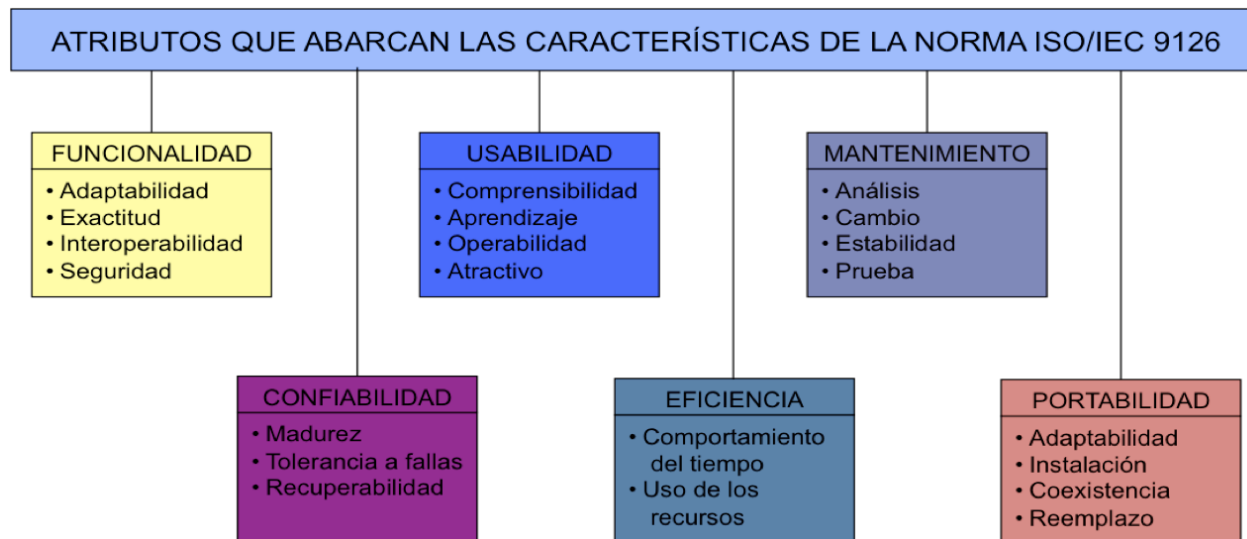 ATRIBUTOS QUE ABARCAN LAS CARACTERÍSTICAS DE LA NORMA ISO/IEC 9126
FUNCIONALIDAD
• Adaptabilidad
• Exactitud
• Interoperabilidad
• Seguridad
USABILIDAD
• Comprensibilidad
• Aprendizaje
• Operabilidad
• Atractivo
MANTENIMIENTO
• Análisis
• Cambio
• Estabilidad
• Prueba
CONFIABILIDAD
• Madurez
• Tolerancia a fallas
• Recuperabilidad
EFICIENCIA
• Comportamiento
del tiempo
• Uso de los
recursos
PORTABILIDAD
• Adaptabilidad
• Instalación
• Coexistencia
• Reemplazo